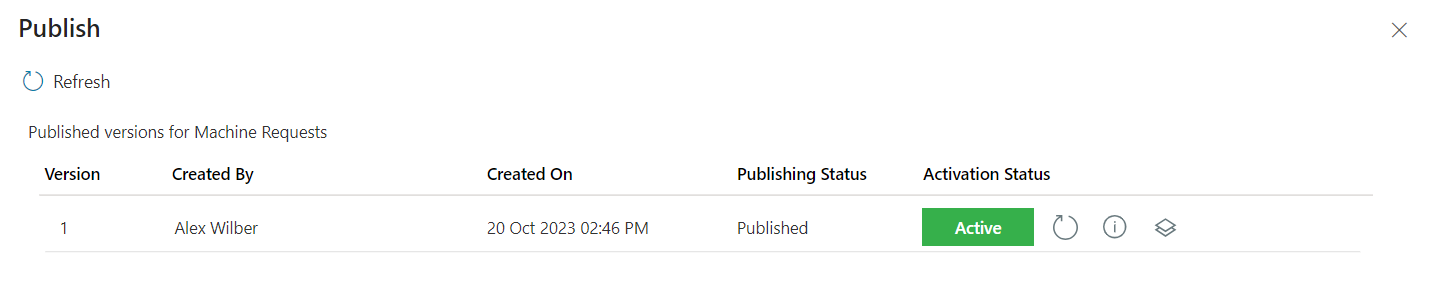 Publish
Refresh
Published versions for Machine Requests
Version Created By Created On Publishing Status Activation Status
1 Alex Wilber 20 Oct 2023 02:46 PM Published Active